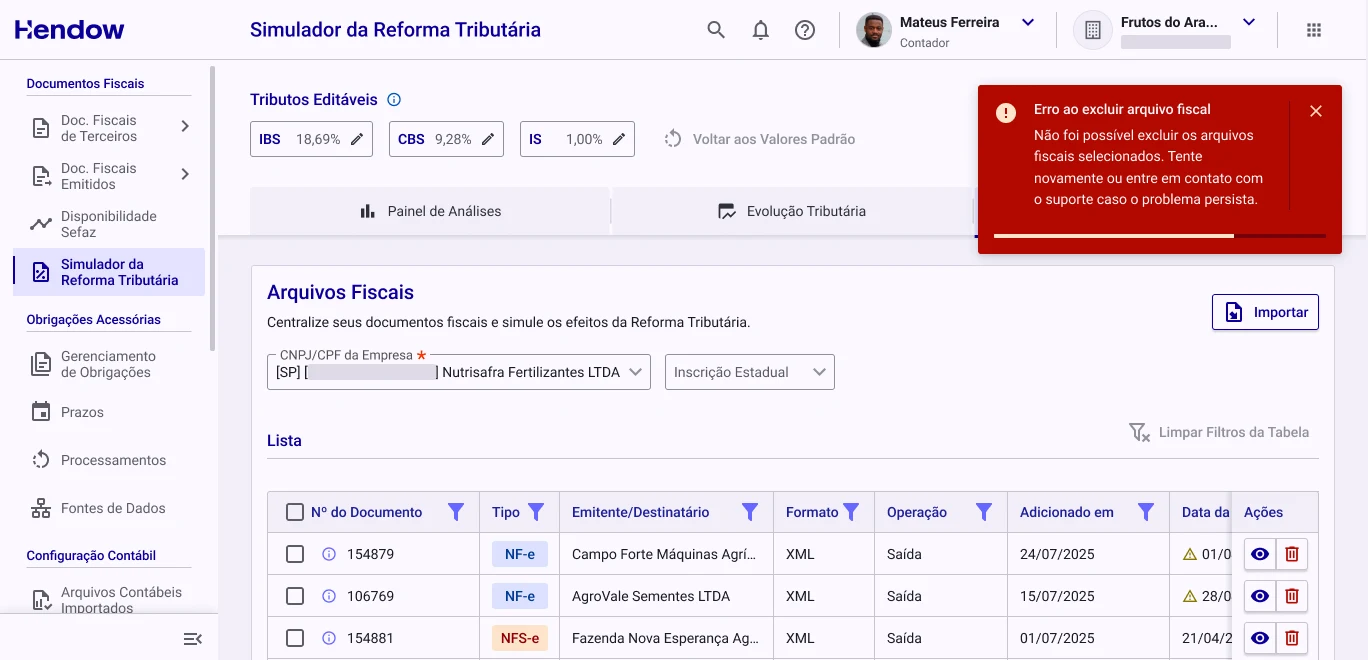 Hendow
Simulador da Reforma Tributária
Mateus Ferreira
Contador
Frutos do Ara...
Documentos Fiscais
Doc. Fiscais
de Terceiros
Doc. Fiscais
Emitidos
Disponibilidade
Sefaz
Simulador da
Reforma Tributária
Obrigações Acessórias
Gerenciamento
de Obrigações
Prazos
Processamentos
Fontes de Dados
Configuração Contábil
Arquivos Contábeis
Importados
Tributos Editáveis
IBS 18,69%
CBS 9,28%
IS 1,00%
Voltar aos Valores Padrão
Erro ao excluir arquivo fiscal
Não foi possível excluir os arquivos
fiscais selecionados. Tente
novamente ou entre em contato com
o suporte caso o problema persista.
Painel de Análises
Evolução Tributária
Arquivos Fiscais
Centralize seus documentos fiscais e simule os efeitos da Reforma Tributária.
Importar
CNPJ/CPF da Empresa *
[SP] [ ] Nutrisafra Fertilizantes LTDA
Inscrição Estadual
Lista
Limpar Filtros da Tabela
Nº do Documento Tipo Emitente/Destinatário Formato Operação Adicionado em Data da Ações
154879 NF-e Campo Forte Máquinas Agrí... XML Saída 24/07/2025 01/0
106769 NF-e AgroVale Sementes LTDA XML Saída 15/07/2025 28/0
154881 NFS-e Fazenda Nova Esperança Ag... XML Saída 01/07/2025 21/04/2